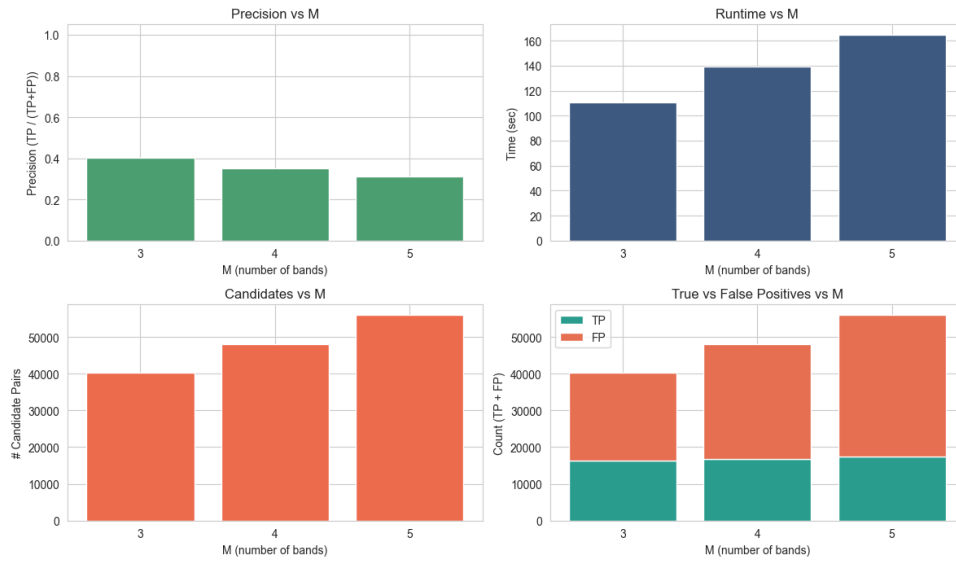 Precision vs M
Precision (TP / (TP+FP))
1.0
0.8
0.6
0.4
0.2
0.0
3 4 5
M (number of bands)
Runtime vs M
Time (sec)
160
140
120
100
80
60
40
20
0
3 4 5
M (number of bands)
Candidates vs M
# Candidate Pairs
50000
40000
30000
20000
10000
0
3 4 5
M (number of bands)
True vs False Positives vs M
TP
FP
Count (TP + FP)
50000
40000
30000
20000
10000
0
3 4 5
M (number of bands)